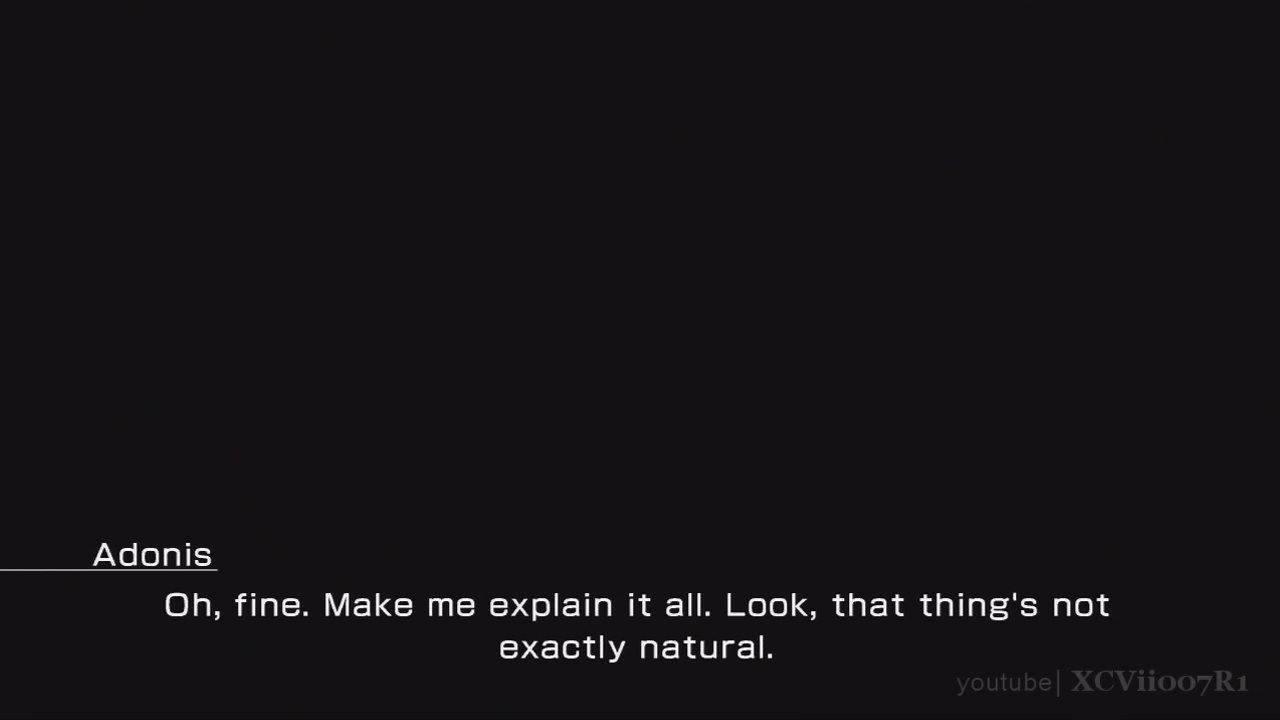 Adonis
Oh, fine. Make me explain it all. Look, that thing's not
exactly natural.
youtube| XCVii007R1